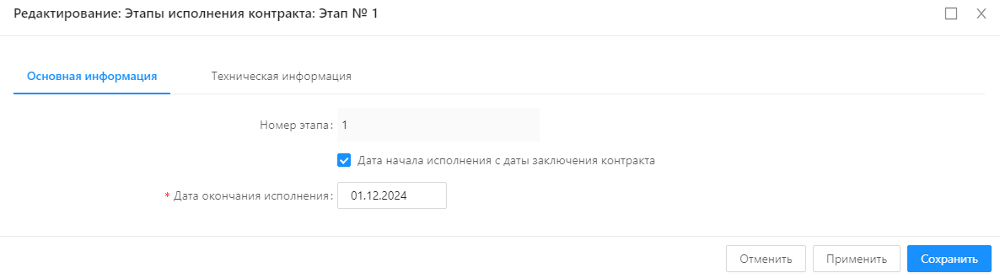 Редактирование: Этапы исполнения контракта: Этап № 1
Основная информация Техническая информация
Номер этапа: 1
Дата начала исполнения с даты заключения контракта
* Дата окончания исполнения: 01.12.2024
Отменить Применить Сохранить